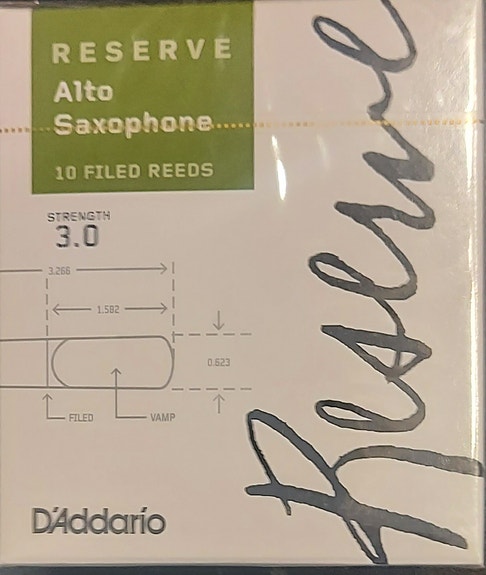 RESERVE
Alto
Saxophone
10 FILED REEDS
STRENGTH
3.0
3.266
1.582
0.623
FILED
VAMP
D'Addario
Reserve